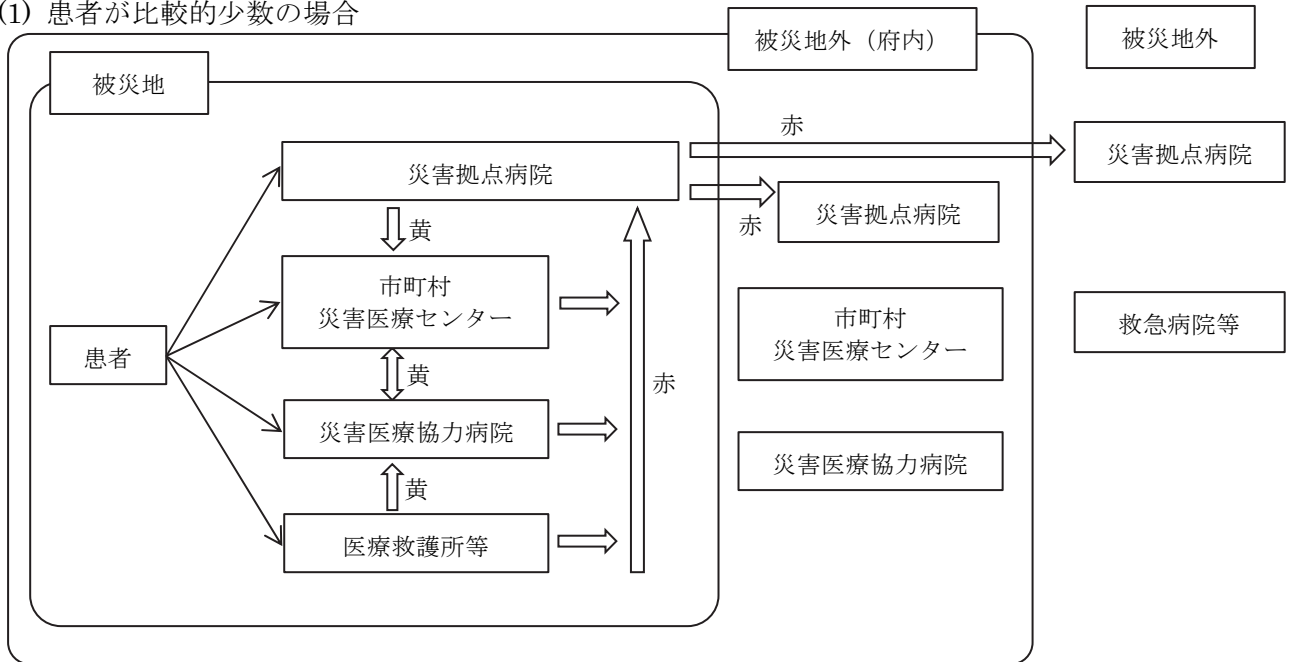 (1) 患者が比較的少数の場合
被災地外（府内）
被災地外
被災地
赤
災害拠点病院
災害拠点病院
赤
災害拠点病院
黄
市町村
災害医療センター
市町村
災害医療センター
救急病院等
患者
黄
赤
災害医療協力病院
災害医療協力病院
黄
医療救護所等